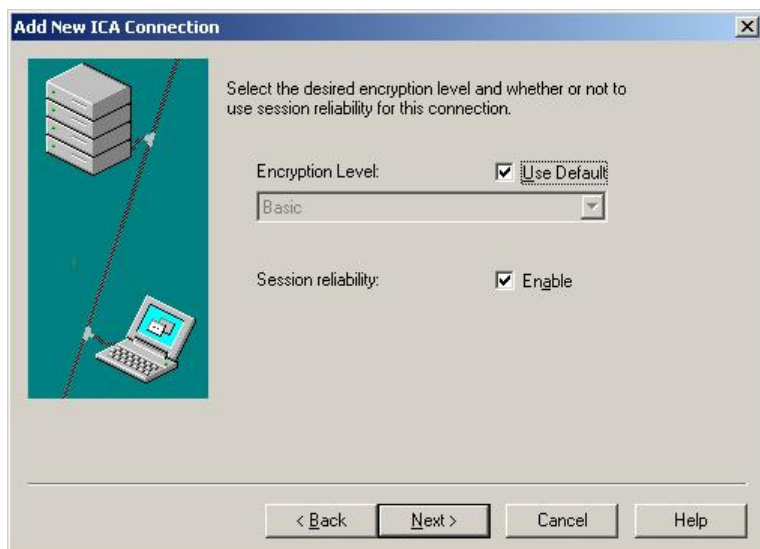 Add New ICA Connection
Select the desired encryption level and whether or not to
use session reliability for this connection.
Encryption Level:
Use Default
Basic
Session reliability:
Enable
< Back
Next >
Cancel
Help